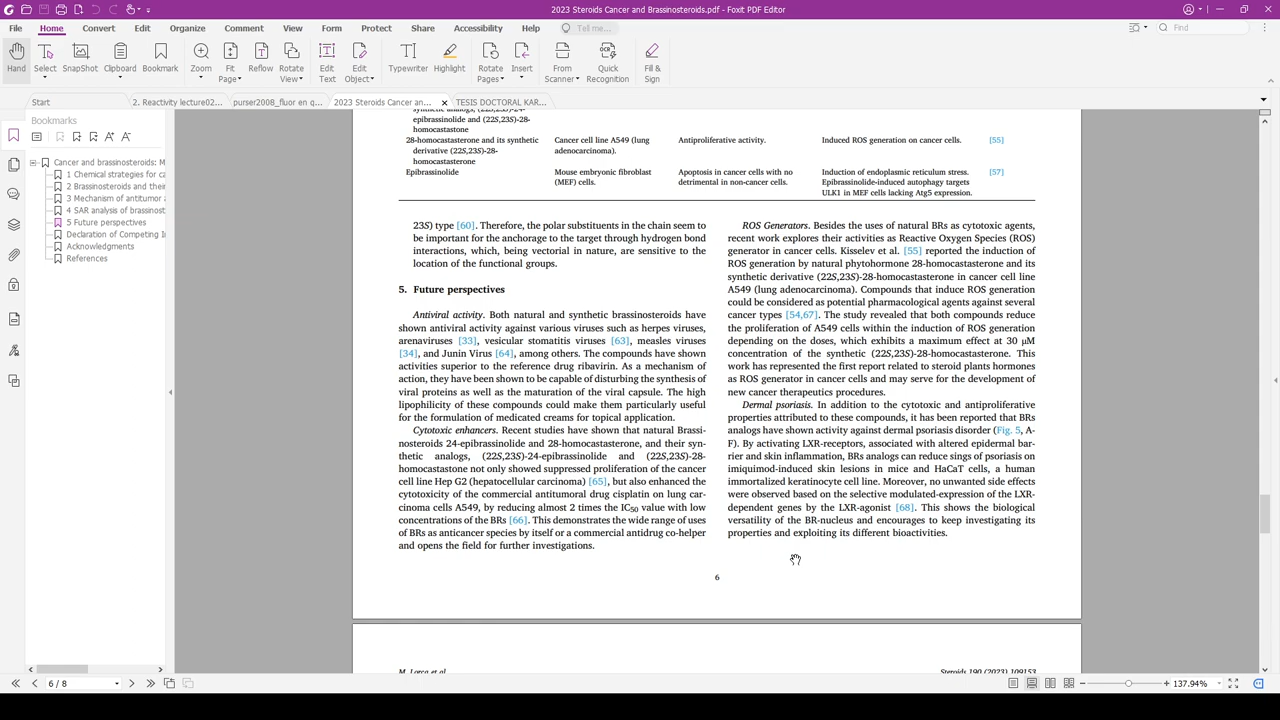 2023 Steroids Cancer and Brassinosteroids.pdf - Foxit PDF Editor
File Home Convert Edit Organize Comment View Form Protect Share Accessibility Help Tell me... Find
Hand Select SnapShot Clipboard Bookmark Zoom Fit Page Reflow Rotate View Edit Text Edit Object Typewriter Highlight Rotate Pages Insert From Scanner Quick Recognition Fill & Sign
Start 2. Reactivity lecture02... purser2008_fluor en q... 2023 Steroids Cancer an... TESIS DOCTORAL KAR...
Bookmarks
Cancer and brassinosteroids: M
1 Chemical strategies for ca
2 Brassinosteroids and thei
3 Mechanism of antitumor a
4 SAR analysis of brassinost
5 Future perspectives
Declaration of Competing In
Acknowledgments
References
synthetic analogs, (22S,23S)-24-
epibrassinolide and (22S,23S)-28-
homocastastone
28-homocastasterone and its synthetic Cancer cell line A549 (lung Antiproliferative activity. Induced ROS generation on cancer cells. [55]
derivative (22S,23S)-28- adenocarcinoma).
homocastasterone
Epibrassinolide Mouse embryonic fibroblast Apoptosis in cancer cells with no Induction of endoplasmic reticulum stress. [57]
(MEF) cells. detrimental in non-cancer cells. Epibrassinolide-induced autophagy targets
ULK1 in MEF cells lacking Atg5 expression.
23S) type [60]. Therefore, the polar substituents in the chain seem to
be important for the anchorage to the target through hydrogen bond
interactions, which, being vectorial in nature, are sensitive to the
location of the functional groups.
5. Future perspectives
Antiviral activity. Both natural and synthetic brassinosteroids have
shown antiviral activity against various viruses such as herpes viruses,
arenaviruses [33], vesicular stomatitis viruses [63], measles viruses
[34], and Junin Virus [64], among others. The compounds have shown
activities superior to the reference drug ribavirin. As a mechanism of
action, they have been shown to be capable of disturbing the synthesis of
viral proteins as well as the maturation of the viral capsule. The high
lipophilicity of these compounds could make them particularly useful
for the formulation of medicated creams for topical application.
Cytotoxic enhancers. Recent studies have shown that natural Brassi-
nosteroids 24-epibrassinolide and 28-homocastasterone, and their syn-
thetic analogs, (22S,23S)-24-epibrassinolide and (22S,23S)-28-
homocastastone not only showed suppressed proliferation of the cancer
cell line Hep G2 (hepatocellular carcinoma) [65], but also enhanced the
cytotoxicity of the commercial antitumoral drug cisplatin on lung car-
cinoma cells A549, by reducing almost 2 times the IC50 value with low
concentrations of the BRs [66]. This demonstrates the wide range of uses
of BRs as anticancer species by itself or a commercial antidrug co-helper
and opens the field for further investigations.
ROS Generators. Besides the uses of natural BRs as cytotoxic agents,
recent work explores their activities as Reactive Oxygen Species (ROS)
generator in cancer cells. Kisselev et al. [55] reported the induction of
ROS generation by natural phytohormone 28-homocastasterone and its
synthetic derivative (22S,23S)-28-homocastasterone in cancer cell line
A549 (lung adenocarcinoma). Compounds that induce ROS generation
could be considered as potential pharmacological agents against several
cancer types [54,67]. The study revealed that both compounds reduce
the proliferation of A549 cells within the induction of ROS generation
depending on the doses, which exhibits a maximum effect at 30 μM
concentration of the synthetic (22S,23S)-28-homocastasterone. This
work has represented the first report related to steroid plants hormones
as ROS generator in cancer cells and may serve for the development of
new cancer therapeutics procedures.
Dermal psoriasis. In addition to the cytotoxic and antiproliferative
properties attributed to these compounds, it has been reported that BRs
analogs have shown activity against dermal psoriasis disorder (Fig. 5, A-
F). By activating LXR-receptors, associated with altered epidermal bar-
rier and skin inflammation, BRs analogs can reduce sings of psoriasis on
imiquimod-induced skin lesions in mice and HaCaT cells, a human
immortalized keratinocyte cell line. Moreover, no unwanted side effects
were observed based on the selective modulated-expression of the LXR-
dependent genes by the LXR-agonist [68]. This shows the biological
versatility of the BR-nucleus and encourages to keep investigating its
properties and exploiting its different bioactivities.
6
M. Lorca et al. Steroids 190 (2023) 109153
6 / 8 137.94%